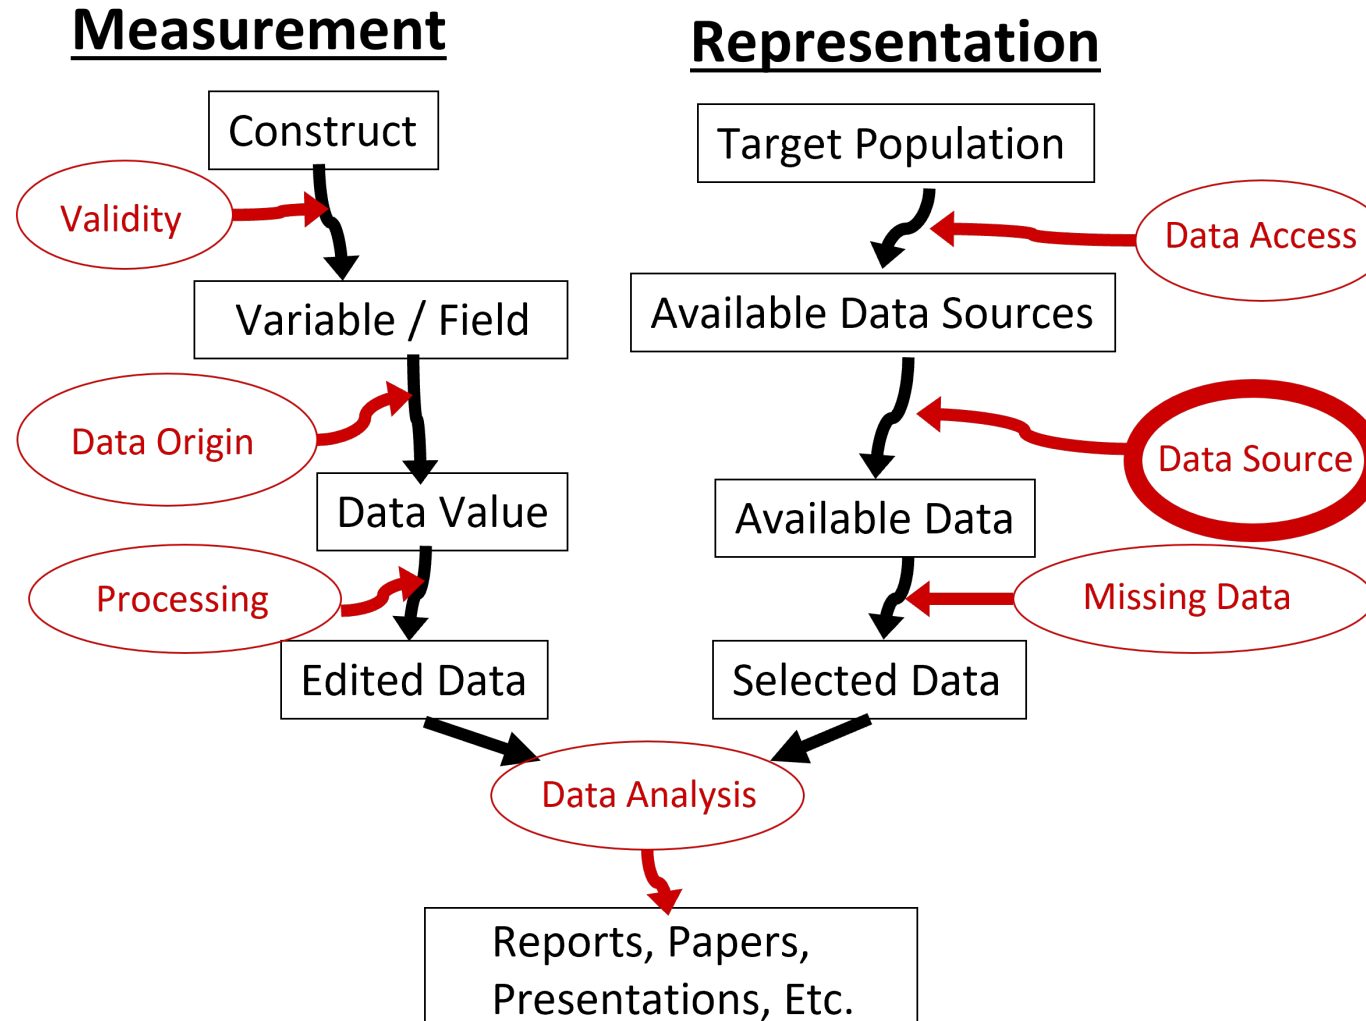 Measurement
Representation
Construct
Target Population
Validity
Data Access
Variable / Field
Available Data Sources
Data Origin
Data Source
Data Value
Available Data
Processing
Missing Data
Edited Data
Selected Data
Data Analysis
Reports, Papers,
Presentations, Etc.